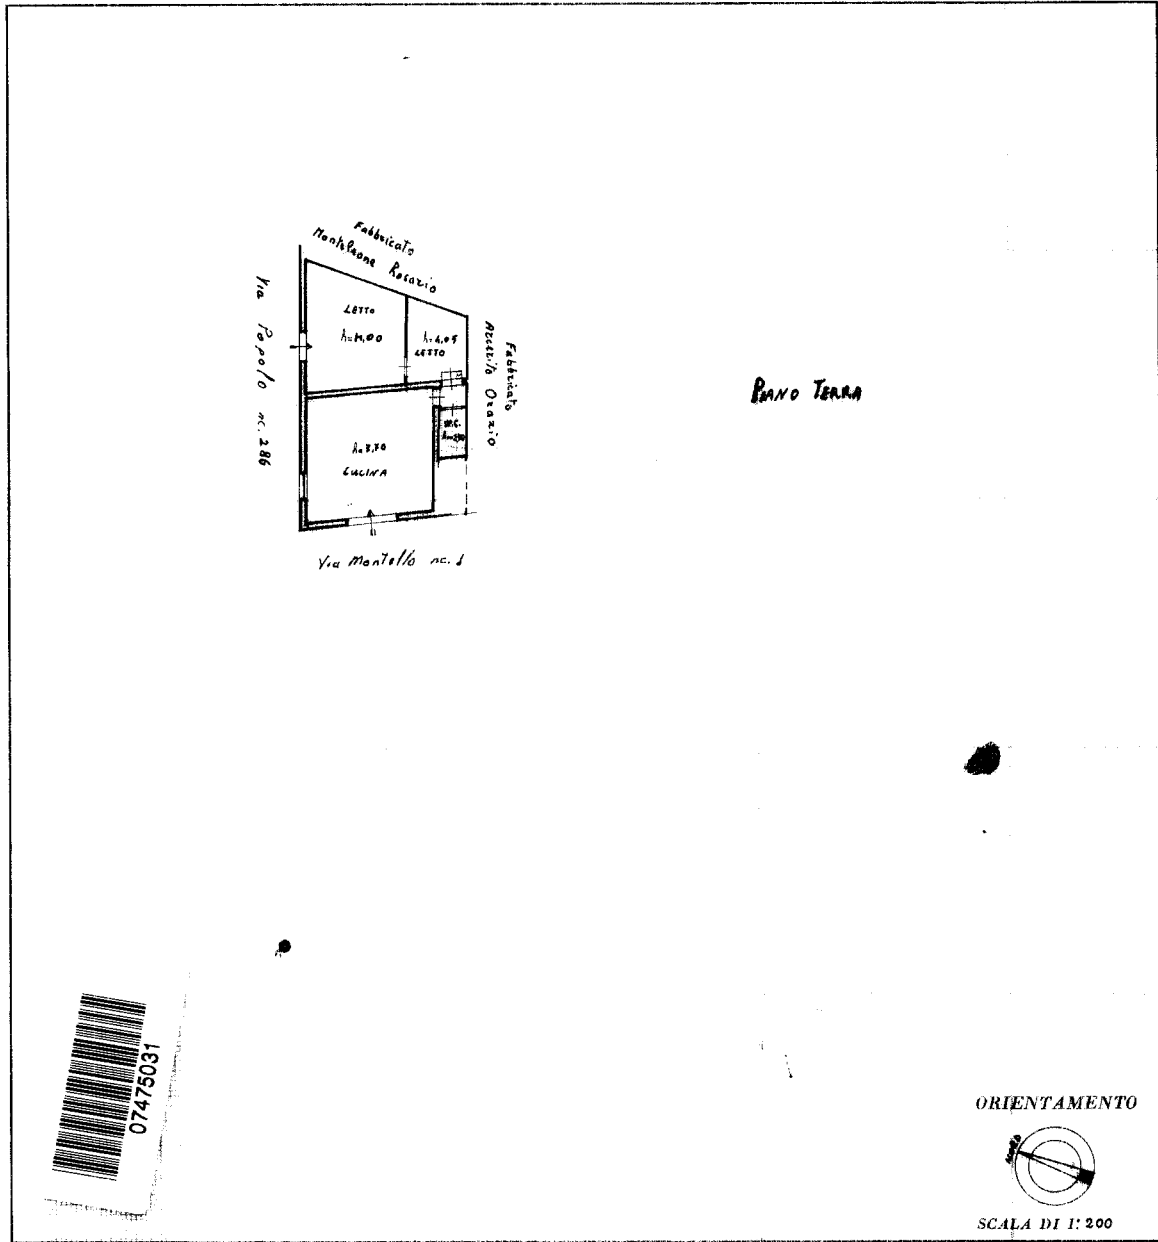 Fabbricato
Monteleone Rosario
Via Popolo nc. 286
LETTO
h=4,00
h=4,05
LETTO
Fabbricato
Azzerito Orazio
PIANO TERRA
W.C.
h=3,70
CUCINA
Via Montello nc. 1
07475031
ORIENTAMENTO
SCALA DI 1: 200